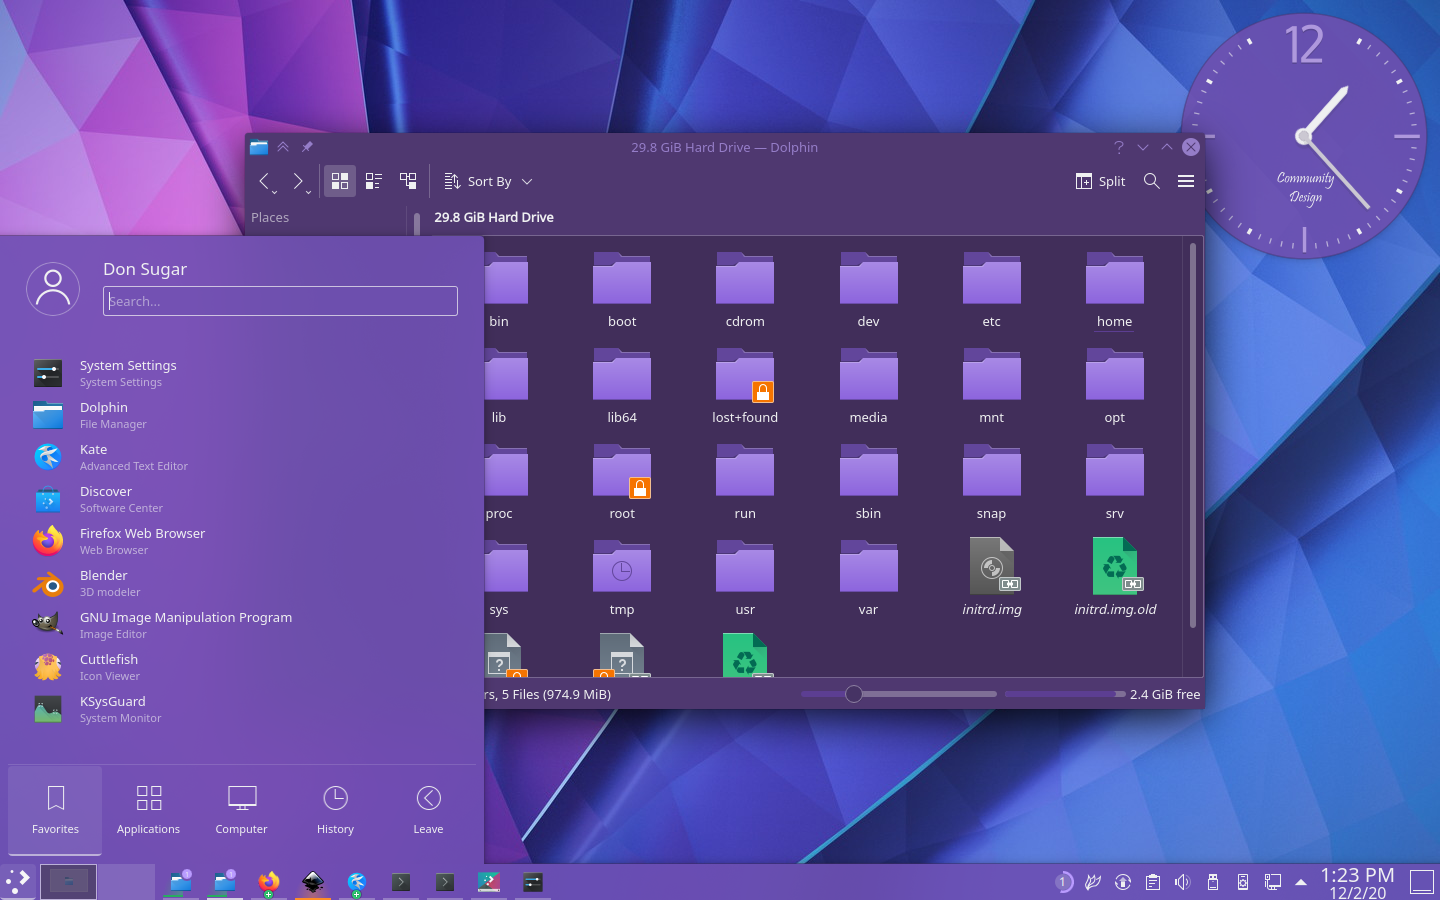 12
Community
Design
29.8 GiB Hard Drive — Dolphin
Sort By
Split
Places
29.8 GiB Hard Drive
Don Sugar
Search...
System Settings
System Settings
Dolphin
File Manager
Kate
Advanced Text Editor
Discover
Software Center
Firefox Web Browser
Web Browser
Blender
3D modeler
GNU Image Manipulation Program
Image Editor
Cuttlefish
Icon Viewer
KSysGuard
System Monitor
Favorites
Applications
Computer
History
Leave
bin boot cdrom dev etc home
lib lib64 lost+found media mnt opt
proc root run sbin snap srv
sys tmp usr var initrd.img initrd.img.old
rs, 5 Files (974.9 MiB)
2.4 GiB free
1
1
1
1:23 PM
12/2/20